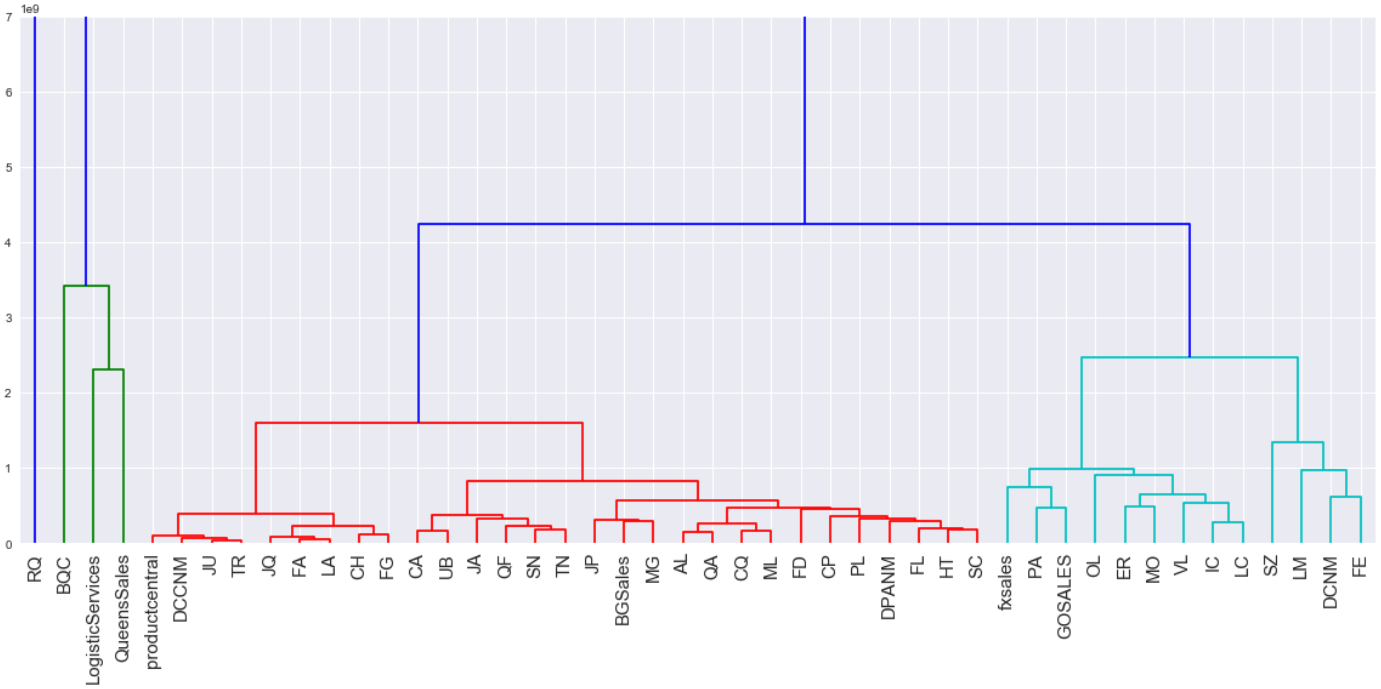 1e9
7
6
5
4
3
2
1
0
RQ
BQC
LogisticServices
QueensSales
productcentral
DCCNM
JU
TR
JQ
FA
LA
CH
FG
CA
UB
JA
QF
SN
TN
JP
BGSales
MG
AL
QA
CQ
ML
FD
CP
PL
DPANM
FL
HT
SC
fxsales
PA
GOSALES
OL
ER
MO
VL
IC
LC
SZ
LM
DCNM
FE